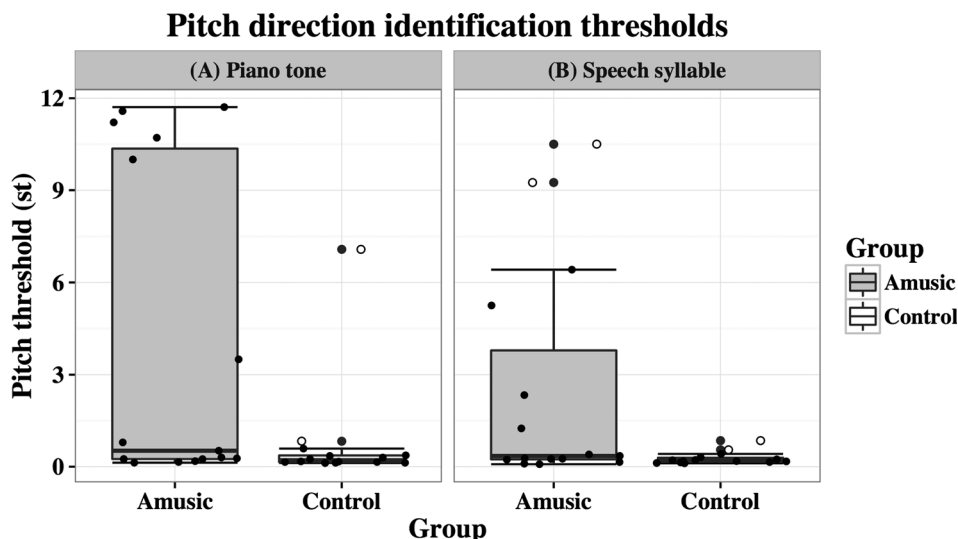 Pitch direction identification thresholds
(A) Piano tone
(B) Speech syllable
12
9
6
3
0
Pitch threshold (st)
Amusic
Control
Amusic
Control
Group
Group
Amusic
Control